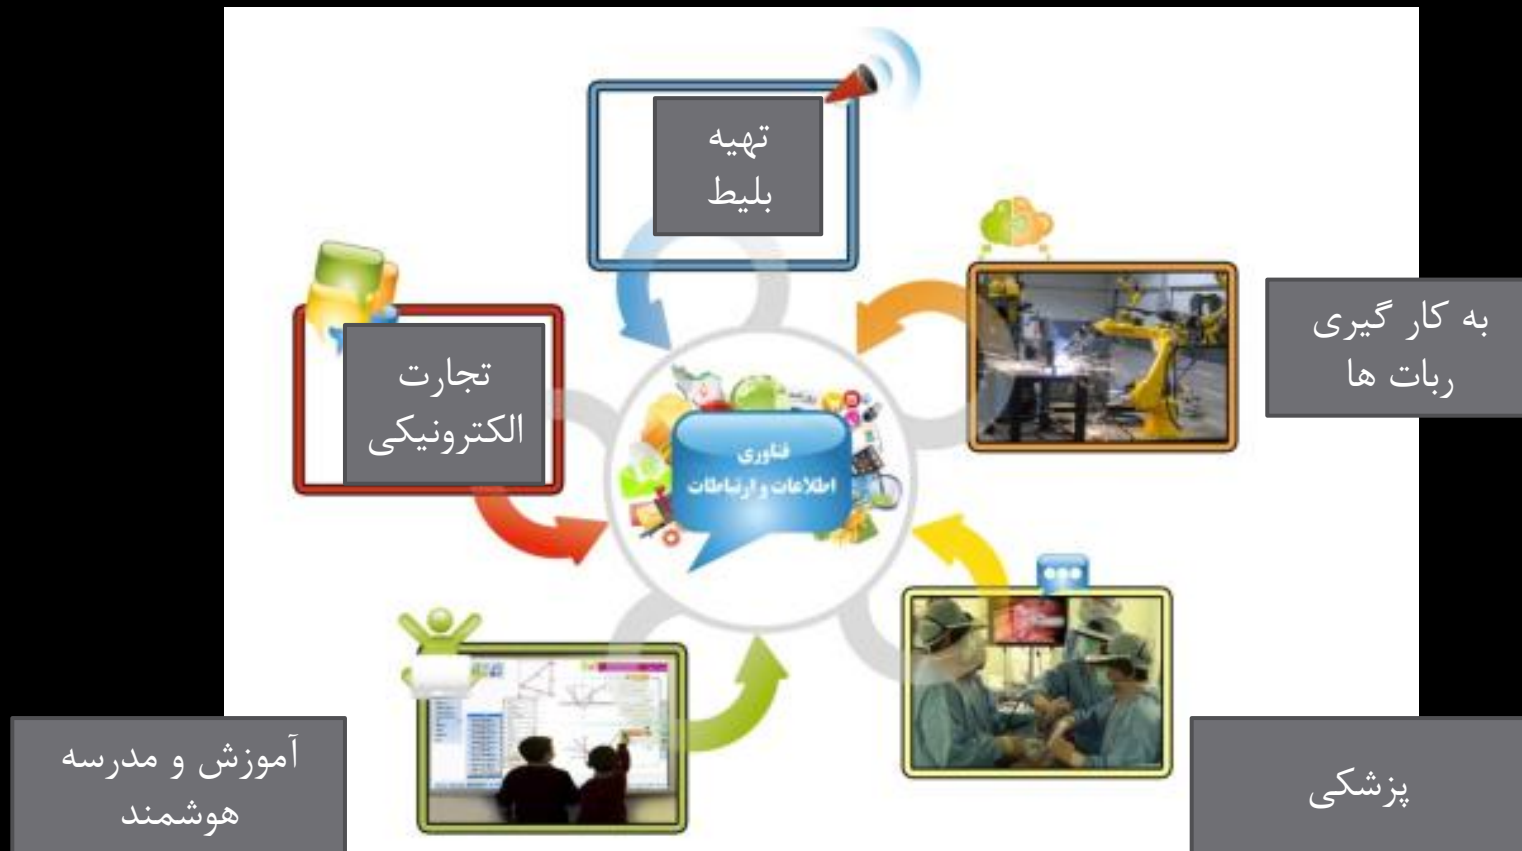 تهیه
بلیط
به کار گیری
ربات ها
تجارت
الکترونیکی
فناوری
اطلاعات و ارتباطات
آموزش و مدرسه
هوشمند
پزشکی